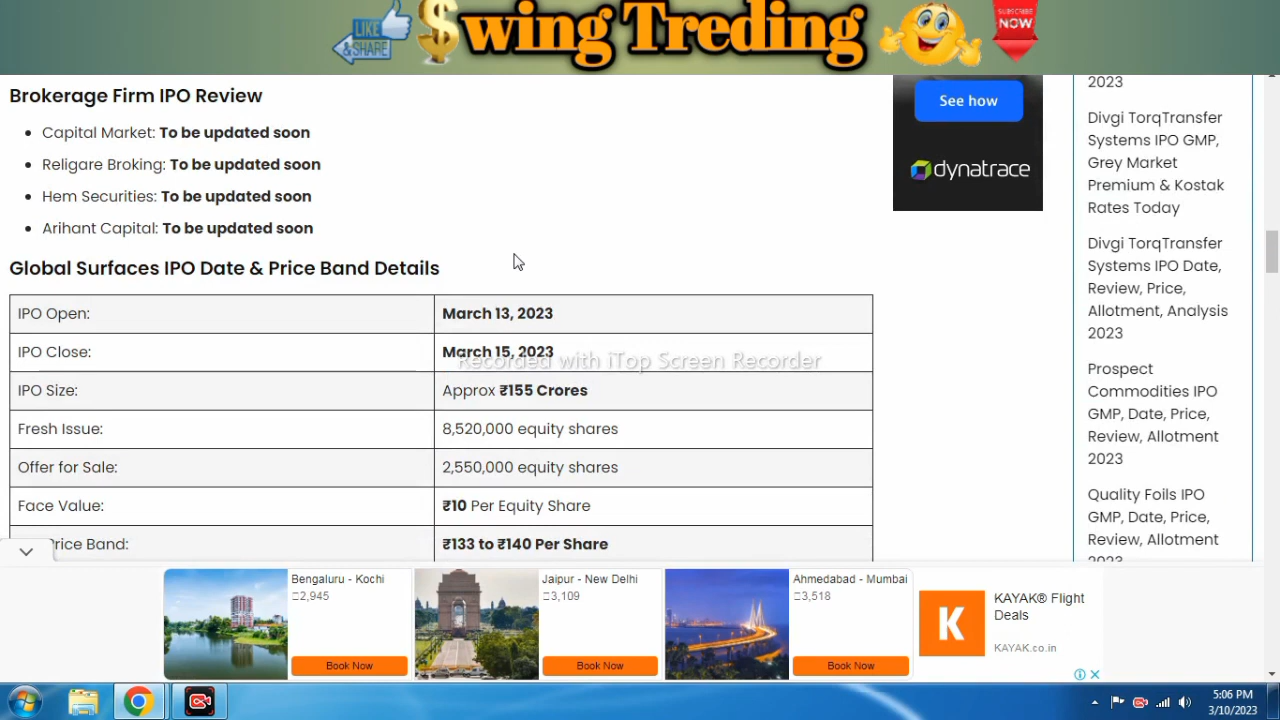 LIKE
&SHARE
$wing Treding
SUBSCRIBE
NOW
Brokerage Firm IPO Review
Capital Market: To be updated soon
Religare Broking: To be updated soon
Hem Securities: To be updated soon
Arihant Capital: To be updated soon
Global Surfaces IPO Date & Price Band Details
IPO Open: March 13, 2023
IPO Close: March 15, 2023
Recorded with iTop Screen Recorder
IPO Size: Approx ₹155 Crores
Fresh Issue: 8,520,000 equity shares
Offer for Sale: 2,550,000 equity shares
Face Value: ₹10 Per Equity Share
Price Band: ₹133 to ₹140 Per Share
See how
dynatrace
2023
Divgi TorqTransfer
Systems IPO GMP,
Grey Market
Premium & Kostak
Rates Today
Divgi TorqTransfer
Systems IPO Date,
Review, Price,
Allotment, Analysis
2023
Prospect
Commodities IPO
GMP, Date, Price,
Review, Allotment
2023
Quality Foils IPO
GMP, Date, Price,
Review, Allotment
2023
Bengaluru - Kochi
2,945
Book Now
Jaipur - New Delhi
3,109
Book Now
Ahmedabad - Mumbai
3,518
Book Now
K
KAYAK® Flight
Deals
KAYAK.co.in
5:06 PM
3/10/2023